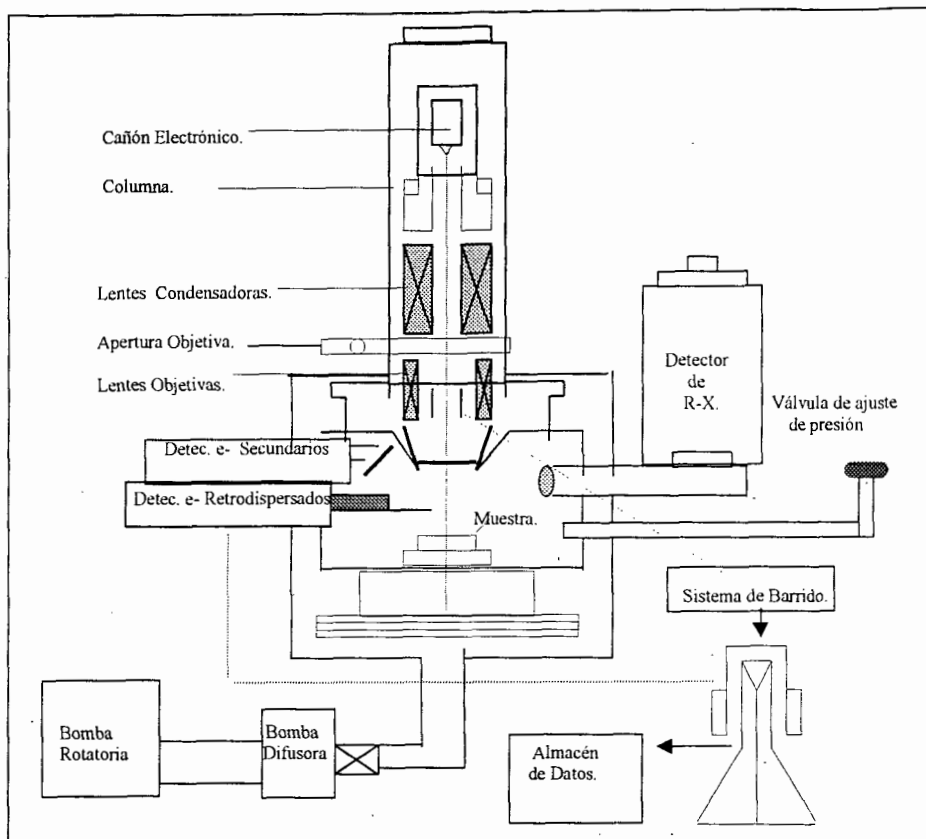 Cañón Electrónico.
Columna.
Lentes Condensadoras.
Apertura Objetiva.
Lentes Objetivas.
Detector
de
R-X.
Válvula de ajuste
de presión
Detec. e- Secundarios
Detec. e- Retrodispersados
Muestra.
Sistema de Barrido.
Bomba
Rotatoria
Bomba
Difusora
Almacén
de Datos.